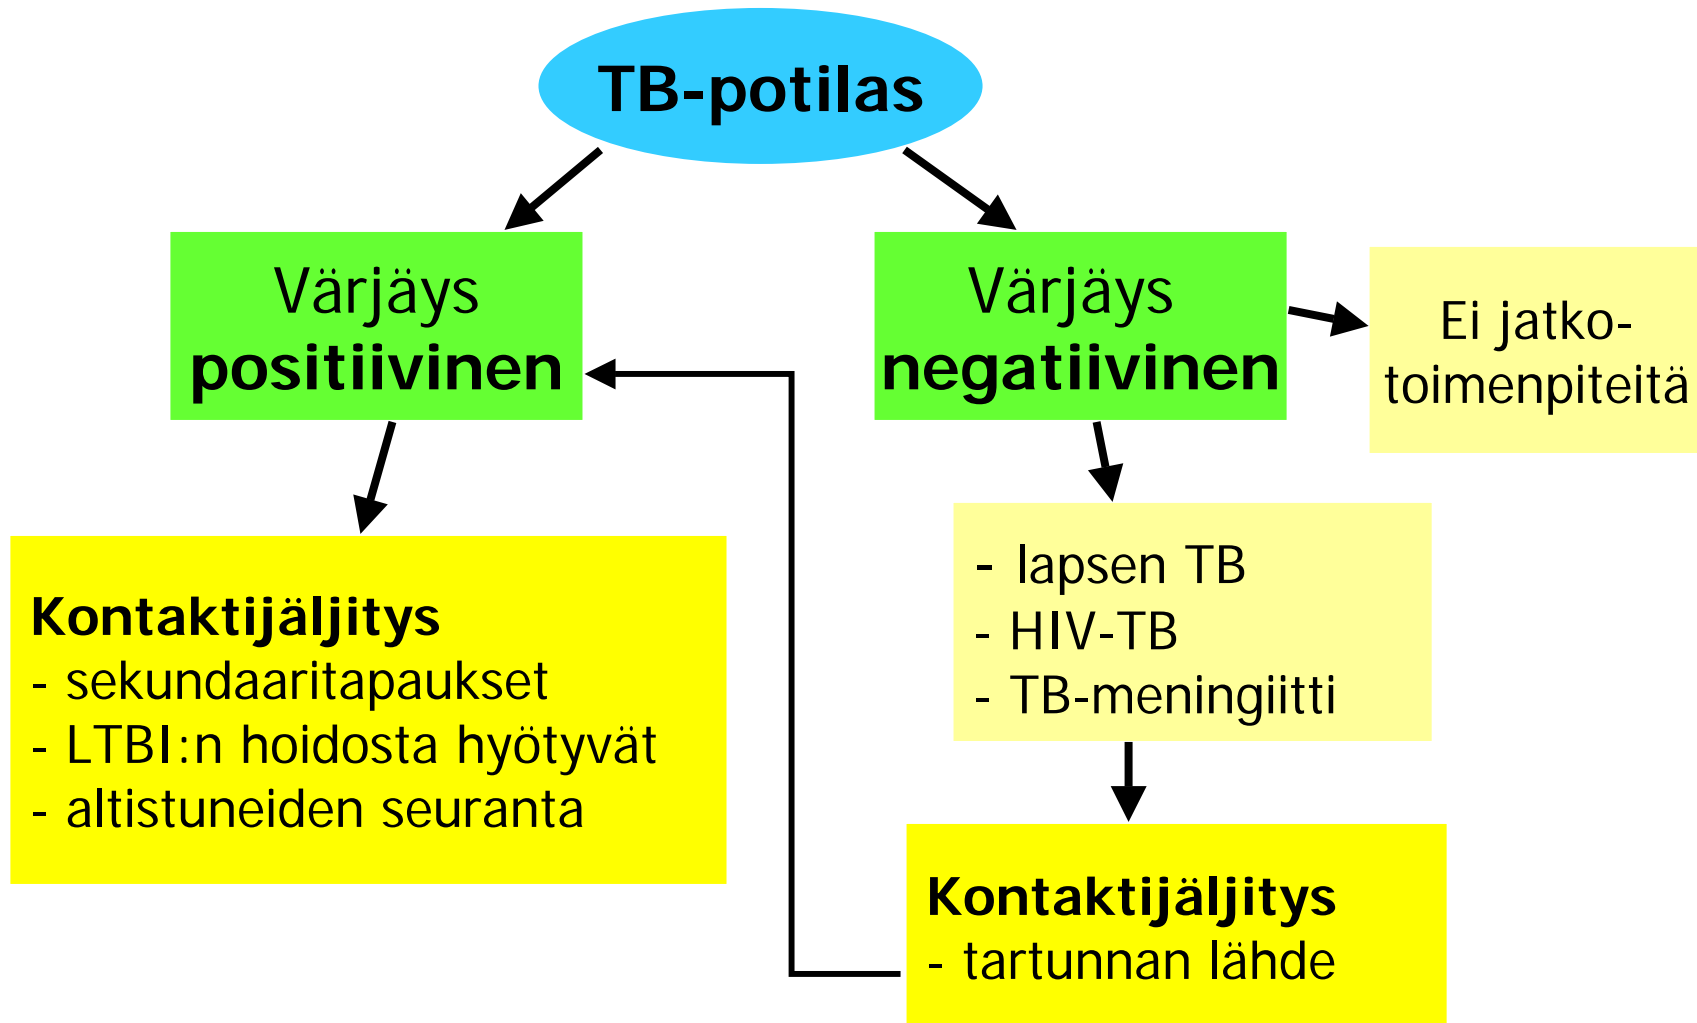 TB-potilas
Värjäys
positiivinen
Värjäys
negatiivinen
Ei jatko-
toimenpiteitä
Kontaktijäljitys
- sekundaaritapaukset
- LTBI:n hoidosta hyötyvät
- altistuneiden seuranta
- lapsen TB
- HIV-TB
- TB-meningiitti
Kontaktijäljitys
- tartunnan lähde